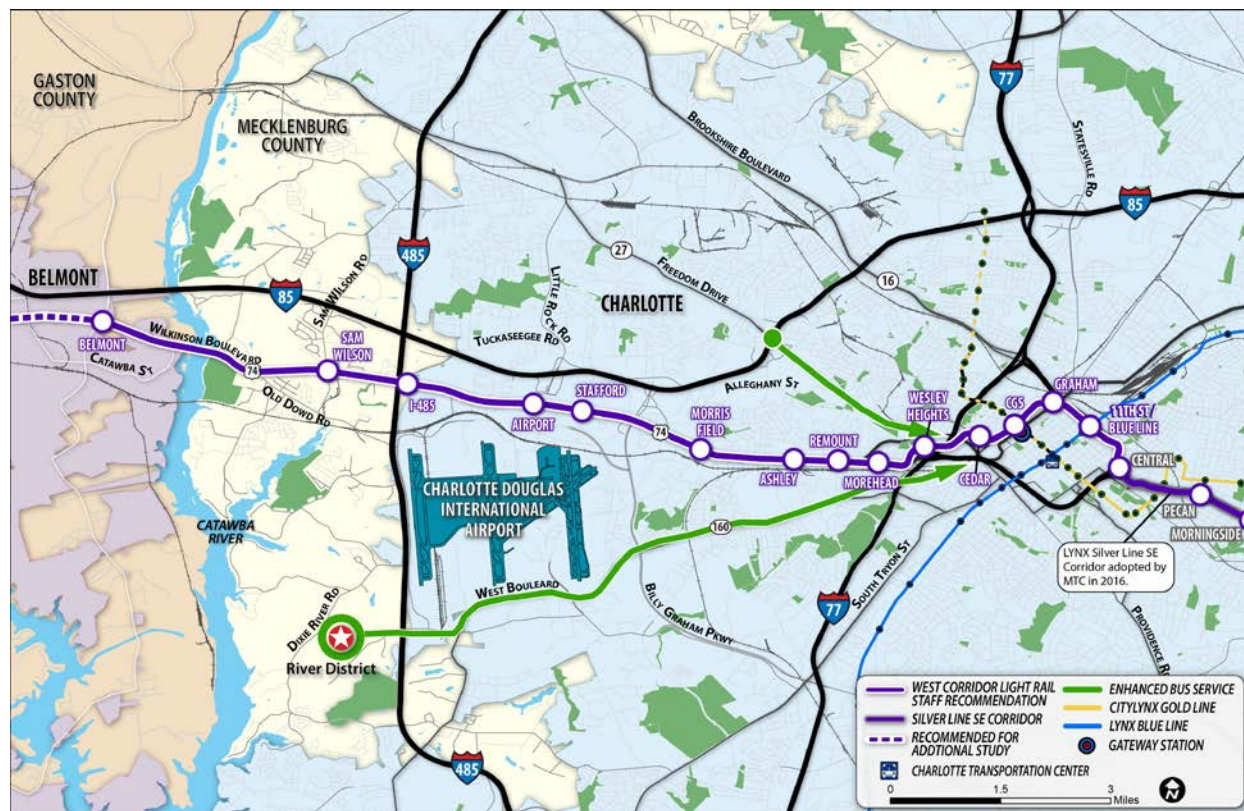 GASTON
COUNTY
MECKLENBURG
COUNTY
BROOKSHIRE BOULEVARD
77
STATESVILLE RD
85
485
BELMONT
85
SAM WILSON RD
LITTLE ROCK RD
27
FREEDOM DRIVE
16
CHARLOTTE
TUCKASEEGEE RD
BELMONT
WILKINSON BOULEVARD
CATAWBA ST
74
SAM
WILSON
OLD DOWD RD
I-485
AIRPORT
STAFFORD
74
MORRIS
FIELD
ALLEGHANY ST
ASHLEY
REMOUNT
MOREHEAD
WESLEY
HEIGHTS
CEDAR
CGS
GRAHAM
11TH ST/
BLUE LINE
CENTRAL
PECAN
MORNINGSIDE
CHARLOTTE DOUGLAS
INTERNATIONAL
AIRPORT
CATAWBA
RIVER
160
WEST BOULEARD
SOUTH TRYON ST
LYNX Silver Line SE
Corridor adopted by
MTC in 2016.
DIXIE RIVER RD
River District
BILLY GRAHAM PKWY
77
PROVIDENCE RD
485
WEST CORRIDOR LIGHT RAIL
STAFF RECOMMENDATION
SILVER LINE SE CORRIDOR
RECOMMENDED FOR
ADDTIONAL STUDY
CHARLOTTE TRANSPORTATION CENTER
ENHANCED BUS SERVICE
CITYLYNX GOLD LINE
LYNX BLUE LINE
GATEWAY STATION
0 1.5 3
Miles
N